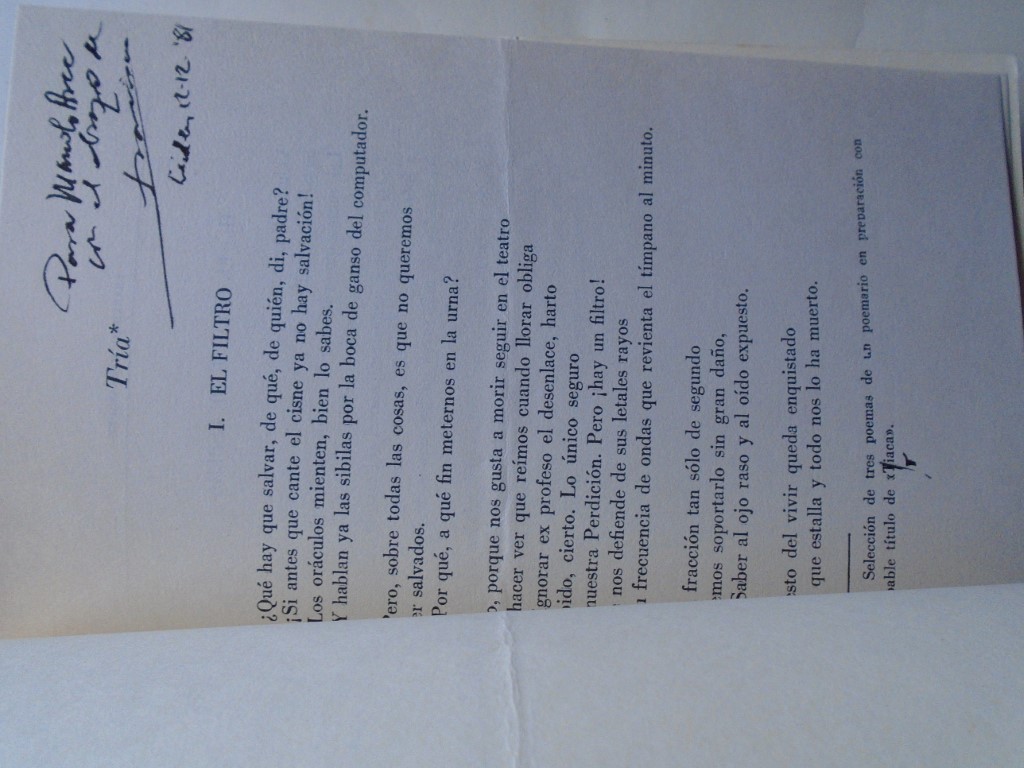 Para Manolo Arce
con el abrazo de
Francisco
Leiden 12-12-'81
Tría*
I. EL FILTRO
¿Qué hay que salvar, de qué, de quién, di, padre?
¡Si antes que cante el cisne ya no hay salvación!
Los oráculos mienten, bien lo sabes.
Y hablan ya las sibilas por la boca de ganso del computador.
Pero, sobre todas las cosas, es que no queremos
er salvados.
Por qué, a qué fin meternos en la urna?
o, porque nos gusta a morir seguir en el teatro
hacer ver que reímos cuando llorar obliga
gnorar ex profeso el desenlace, harto
bido, cierto. Lo único seguro
nuestra Perdición. Pero ¡hay un filtro!
nos defiende de sus letales rayos
a frecuencia de ondas que revienta el tímpano al minuto.
fracción tan sólo de segundo
emos soportarlo sin gran daño,
Saber al ojo raso y al oído expuesto.
esto del vivir queda enquistado
que estalla y todo nos lo ha muerto.
Selección de tres poemas de un poemario en preparación con
bable título de «Tríaca».